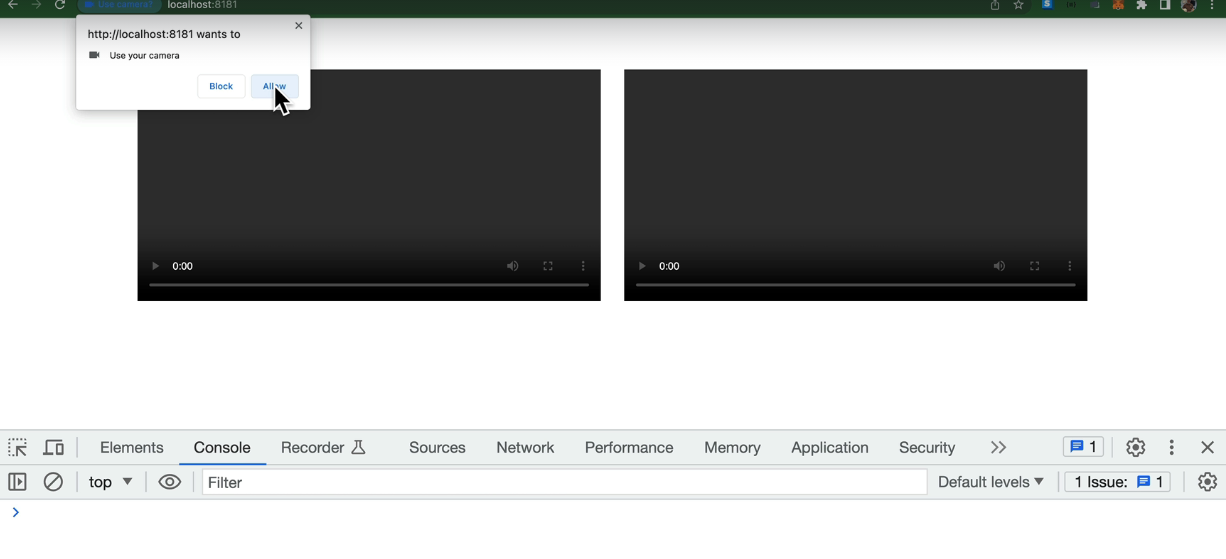 Use camera? localhost:8181
http://localhost:8181 wants to
Use your camera
Block Allow
0:00 0:00
Elements Console Recorder Sources Network Performance Memory Application Security 1
top Filter Default levels 1 Issue: 1